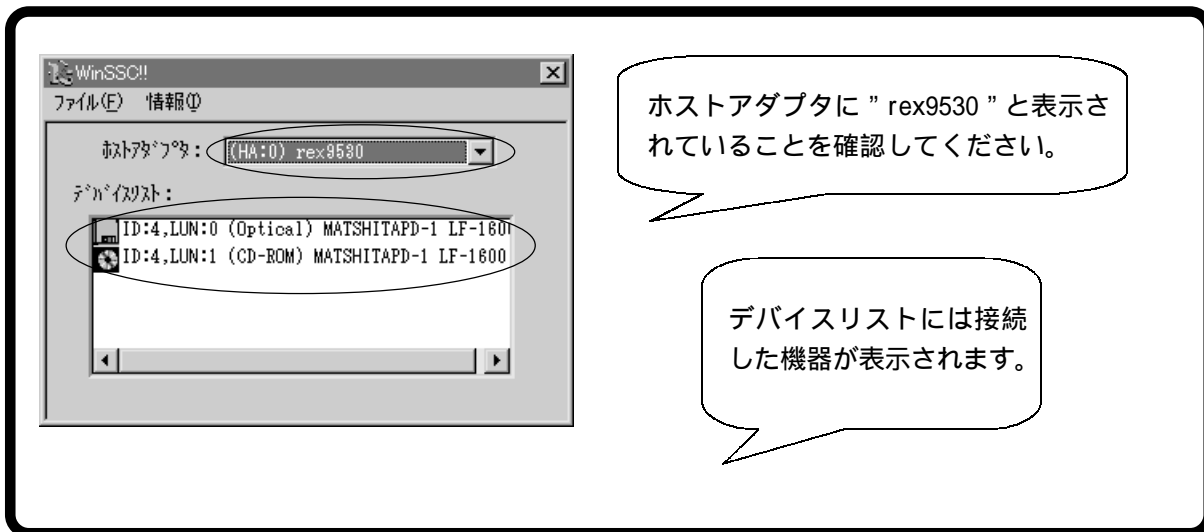 WinSSC!!
ファイル(F) 情報(I)
ﾎｽﾄｱﾀﾞﾌﾟﾀ : (HA:0) rex9530
ﾃﾞﾊﾞｲｽﾘｽﾄ :
ID:4,LUN:0 (Optical) MATSHITAPD-1 LF-160
ID:4,LUN:1 (CD-ROM) MATSHITAPD-1 LF-1600
ホストアダプタに ” rex9530 ” と表示さ
れていることを確認してください。
デバイスリストには接続
した機器が表示されます。